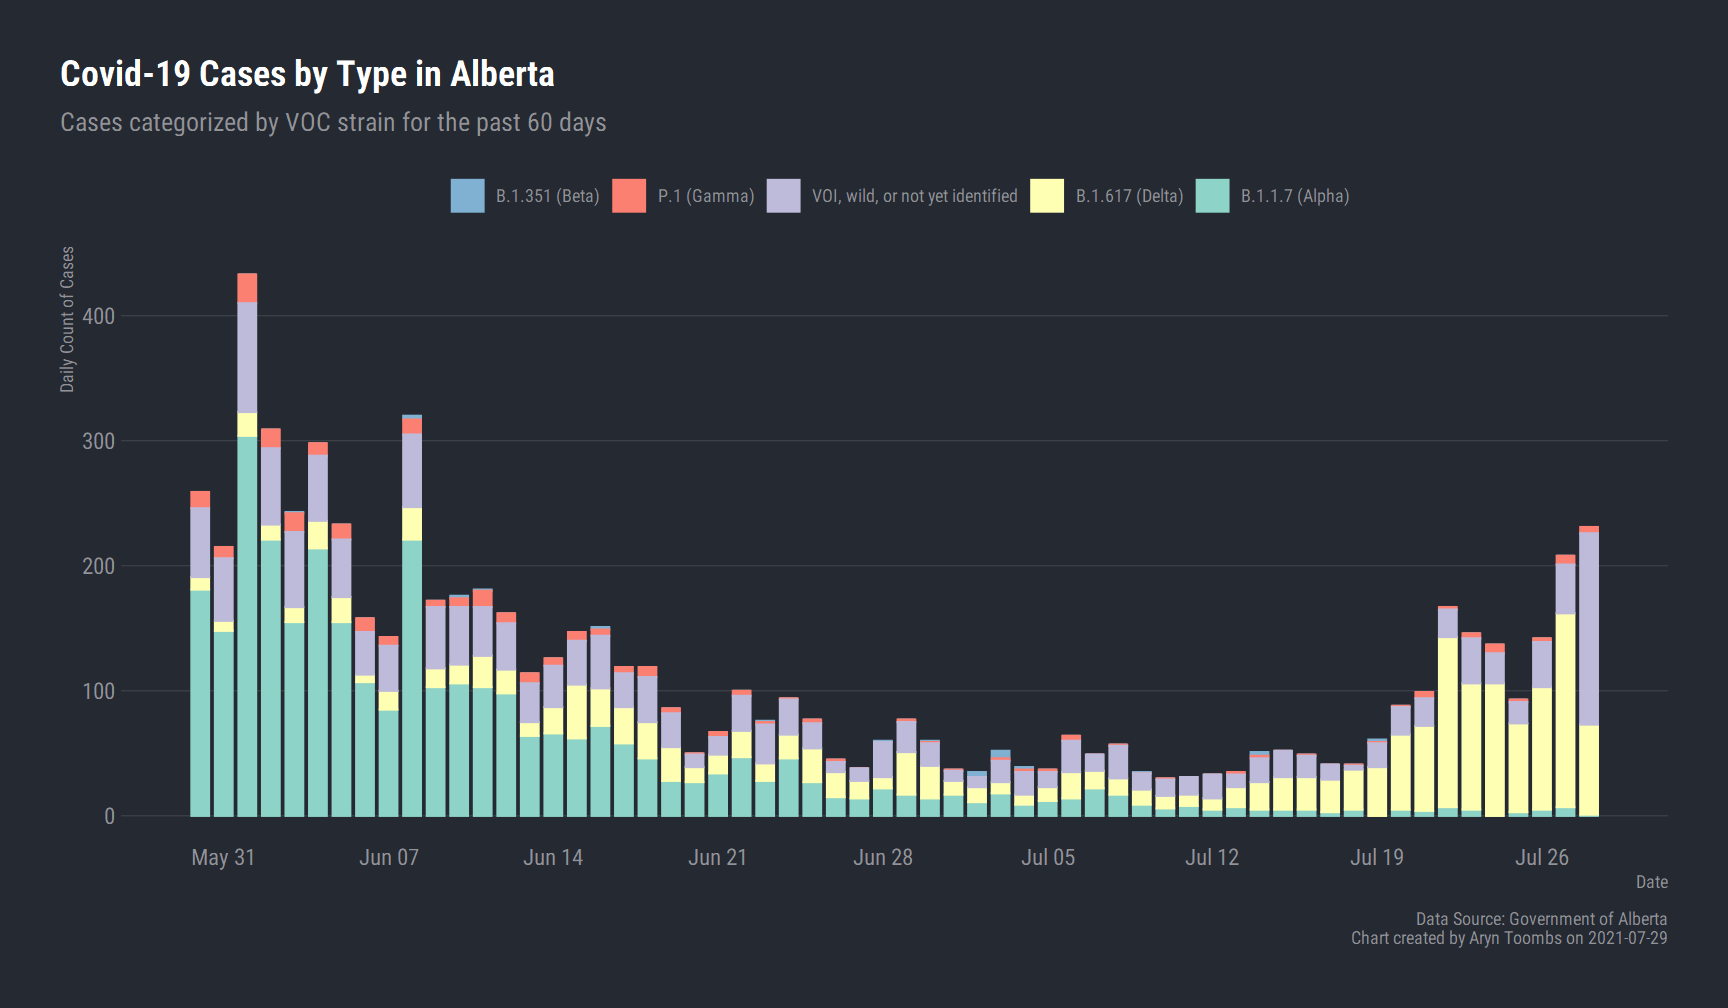 Covid-19 Cases by Type in Alberta
Cases categorized by VOC strain for the past 60 days
B.1.351 (Beta)
P.1 (Gamma)
VOI, wild, or not yet identified
B.1.617 (Delta)
B.1.1.7 (Alpha)
Daily Count of Cases
400
300
200
100
0
May 31
Jun 07
Jun 14
Jun 21
Jun 28
Jul 05
Jul 12
Jul 19
Jul 26
Date
Data Source: Government of Alberta
Chart created by Aryn Toombs on 2021-07-29